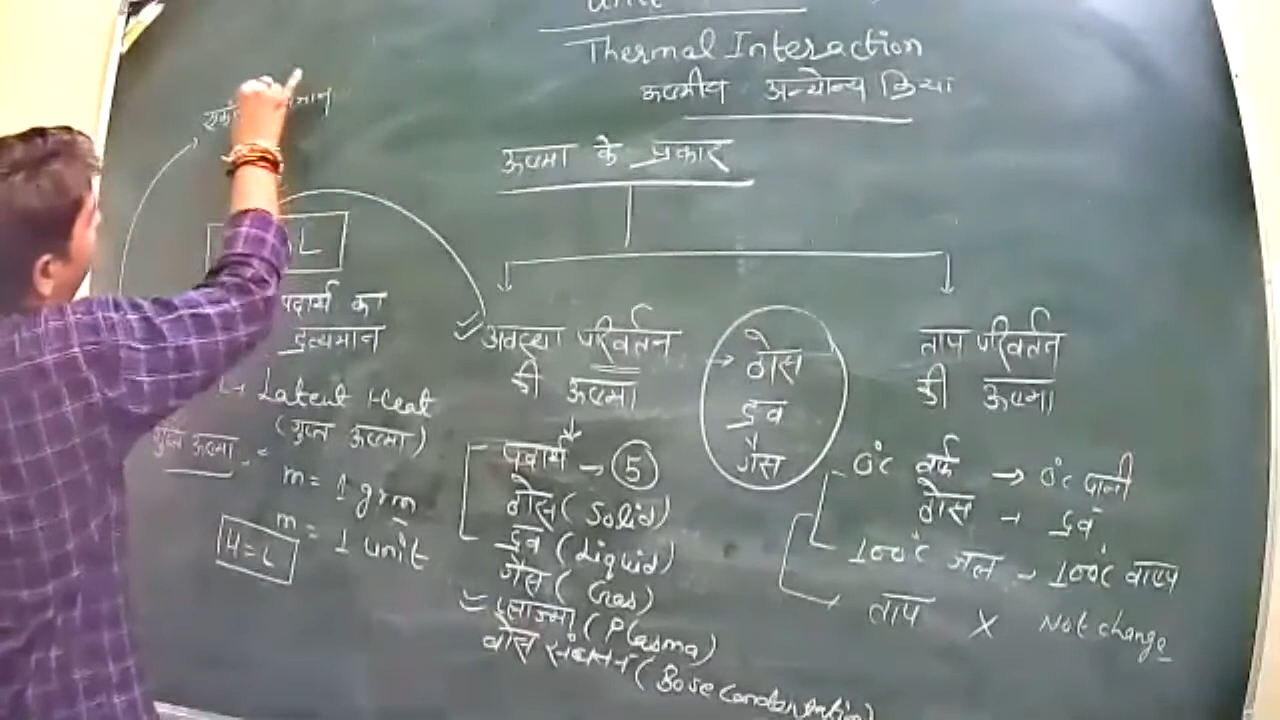 Unit
Thermal Interaction
ऊष्मीय अन्योन्य क्रिया
ऊष्मा के प्रकार
L
पदार्थ का
द्रव्यमान
L → Latent Heat
(गुप्त ऊष्मा)
गुप्त ऊष्मा =
m = 1 grm
m = 1 unit
H = L
अवस्था परिवर्तन
की ऊष्मा
पदार्थ → 5
ठोस (Solid)
द्रव (Liquid)
गैस (Gas)
प्लाज्मा (Plasma)
बोस संघनन (Bose Condensation)
→ ठोस
द्रव
गैस
ताप परिवर्तन
की ऊष्मा
0°C बर्फ → 0°C पानी
ठोस → द्रव
100°C जल → 100°C वाष्प
ताप X Not change